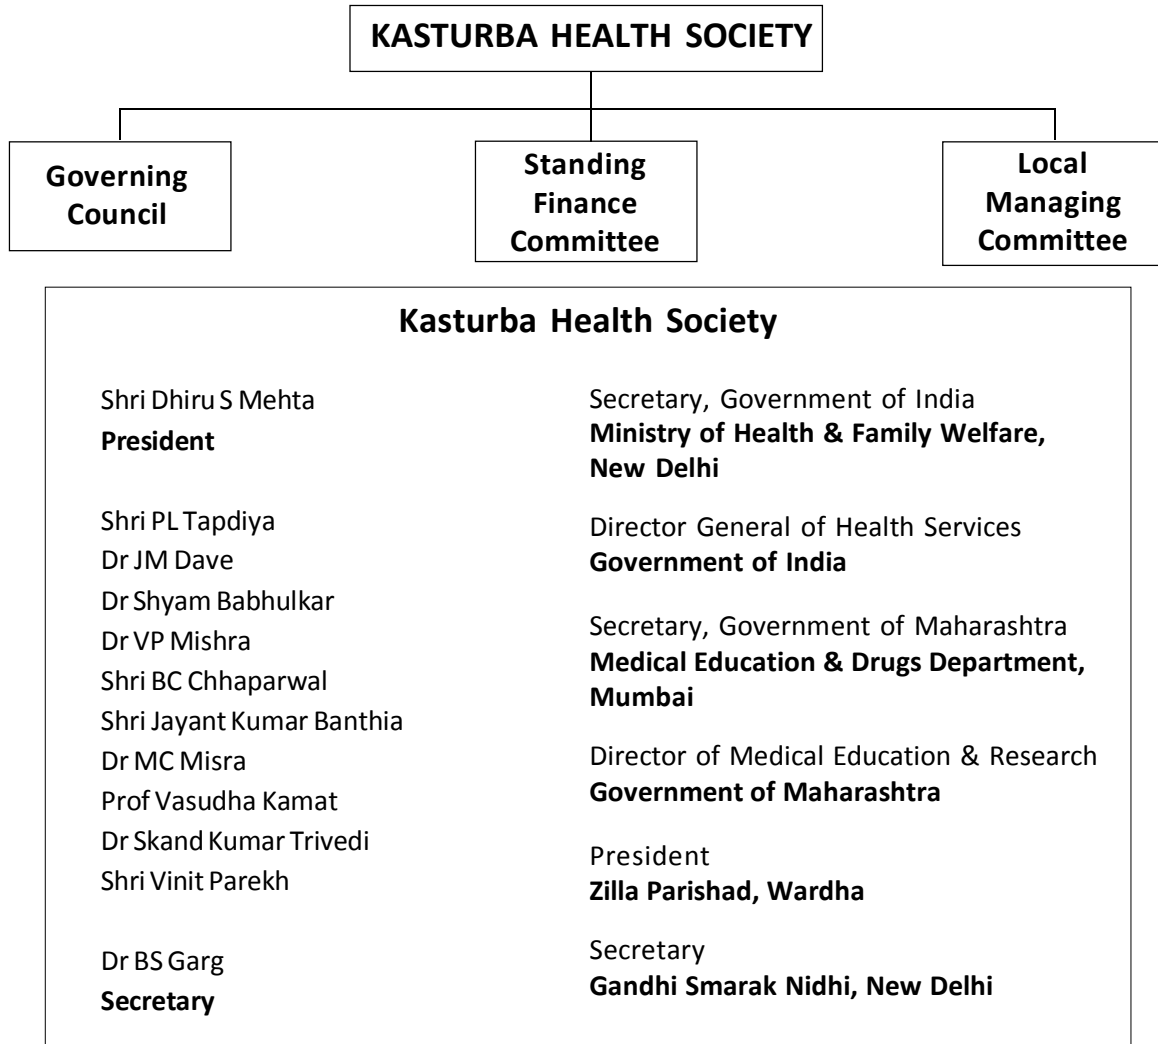 KASTURBA HEALTH SOCIETY
Governing
Council
Standing
Finance
Committee
Local
Managing
Committee
Kasturba Health Society
Shri Dhiru S Mehta
President
Shri PL Tapdiya
Dr JM Dave
Dr Shyam Babhulkar
Dr VP Mishra
Shri BC Chhaparwal
Shri Jayant Kumar Banthia
Dr MC Misra
Prof Vasudha Kamat
Dr Skand Kumar Trivedi
Shri Vinit Parekh
Dr BS Garg
Secretary
Secretary, Government of India
Ministry of Health & Family Welfare,
New Delhi
Director General of Health Services
Government of India
Secretary, Government of Maharashtra
Medical Education & Drugs Department,
Mumbai
Director of Medical Education & Research
Government of Maharashtra
President
Zilla Parishad, Wardha
Secretary
Gandhi Smarak Nidhi, New Delhi